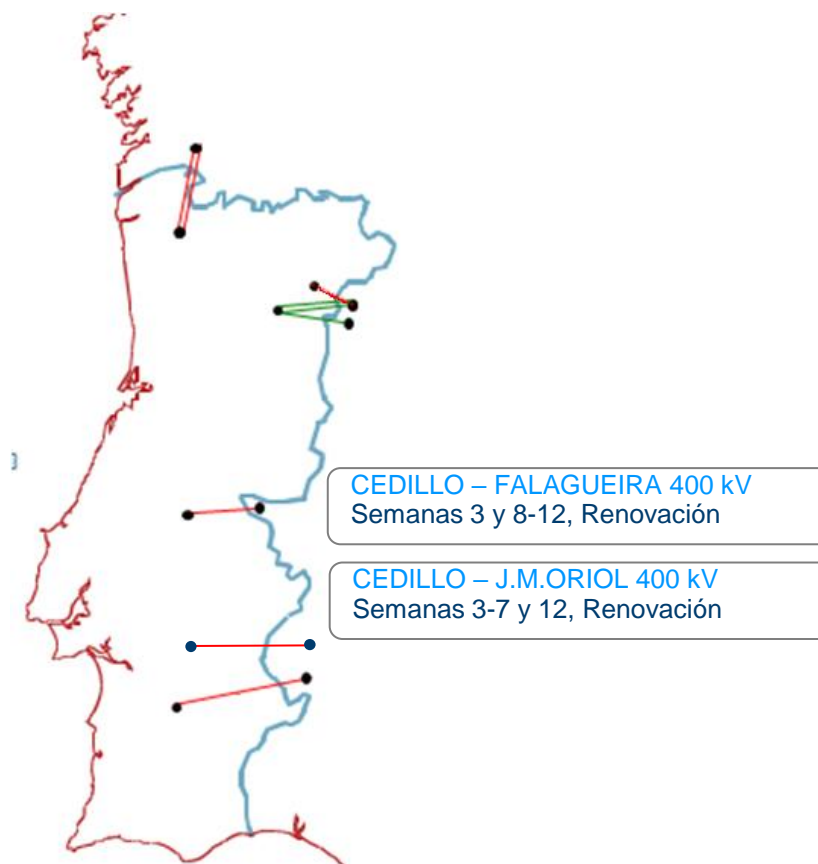 CEDILLO – FALAGUEIRA 400 kV
Semanas 3 y 8-12, Renovación
CEDILLO – J.M.ORIOL 400 kV
Semanas 3-7 y 12, Renovación